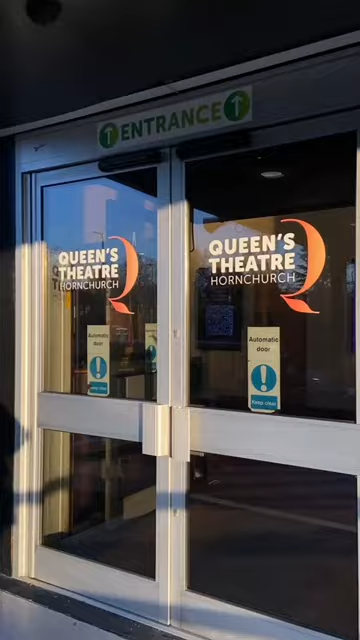 ENTRANCE
QUEEN'S
THEATRE
HORNCHURCH
QUEEN'S
THEATRE
HORNCHURCH
Automatic
door
Keep clear
Automatic
door
Keep clear